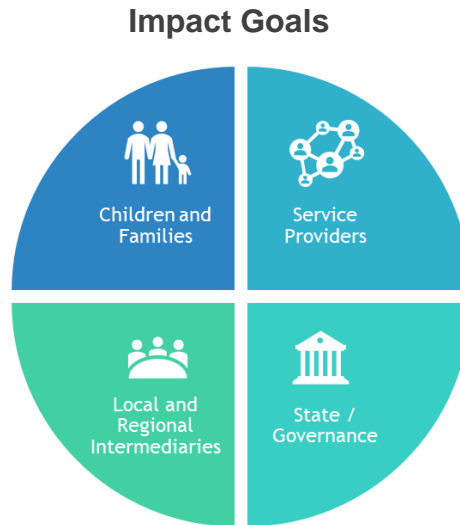 Impact Goals
Children and
Families
Service
Providers
Local and
Regional
Intermediaries
State /
Governance